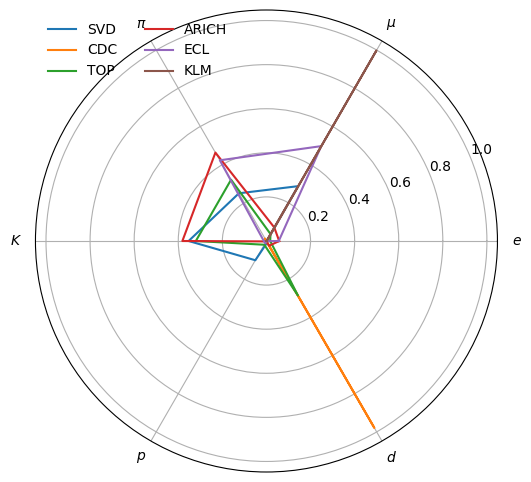 π
μ
SVD ARICH
CDC ECL
TOP KLM
1.0
0.8
0.6
0.4
0.2
K
e
p
d